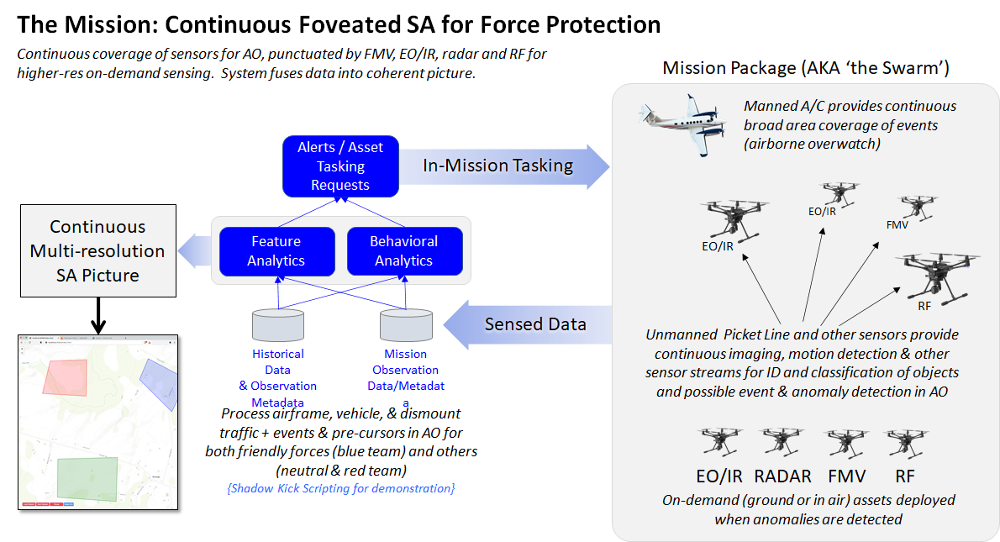 The Mission: Continuous Foveated SA for Force Protection
Continuous coverage of sensors for AO, punctuated by FMV, EO/IR, radar and RF for
higher-res on-demand sensing.  System fuses data into coherent picture.
Mission Package (AKA ‘the Swarm’)
Manned A/C provides continuous
broad area coverage of events
(airborne overwatch)
Alerts / Asset
Tasking
Requests
In-Mission Tasking
Continuous
Multi-resolution
SA Picture
Feature
Analytics
Behavioral
Analytics
EO/IR
EO/IR
FMV
RF
Sensed Data
Historical
Data
& Observation
Metadata
Mission
Observation
Data/Metadat
a
Process airframe, vehicle, & dismount
traffic + events & pre-cursors in AO for
both friendly forces (blue team) and others
(neutral & red team)
{Shadow Kick Scripting for demonstration}
Unmanned  Picket Line and other sensors provide
continuous imaging, motion detection & other
sensor streams for ID and classification of objects
and possible event & anomaly detection in AO
EO/IR
RADAR
FMV
RF
On-demand (ground or in air) assets deployed
when anomalies are detected